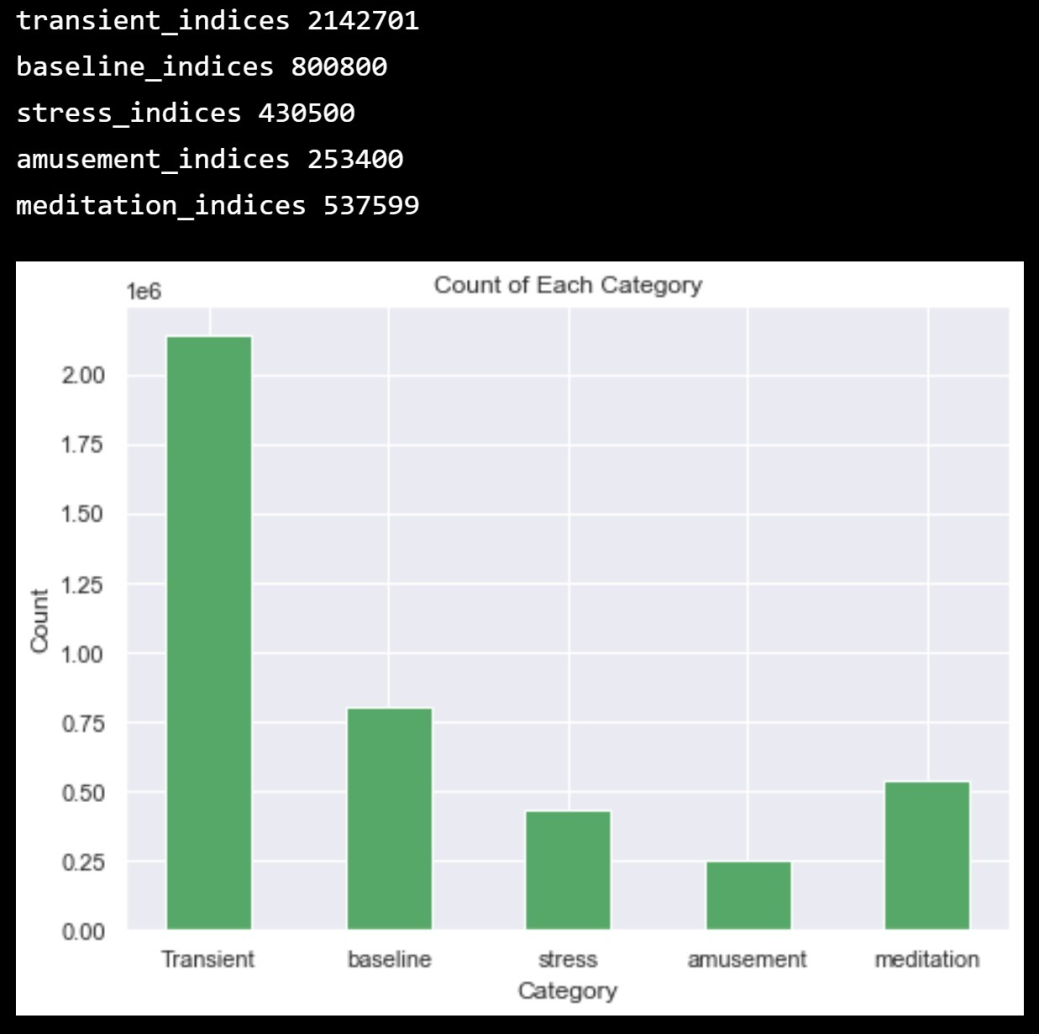 transient_indices 2142701
baseline_indices 800800
stress_indices 430500
amusement_indices 253400
meditation_indices 537599
Count of Each Category
1e6
2.00
1.75
1.50
1.25
1.00
0.75
0.50
0.25
0.00
Count
Transient baseline stress amusement meditation
Category